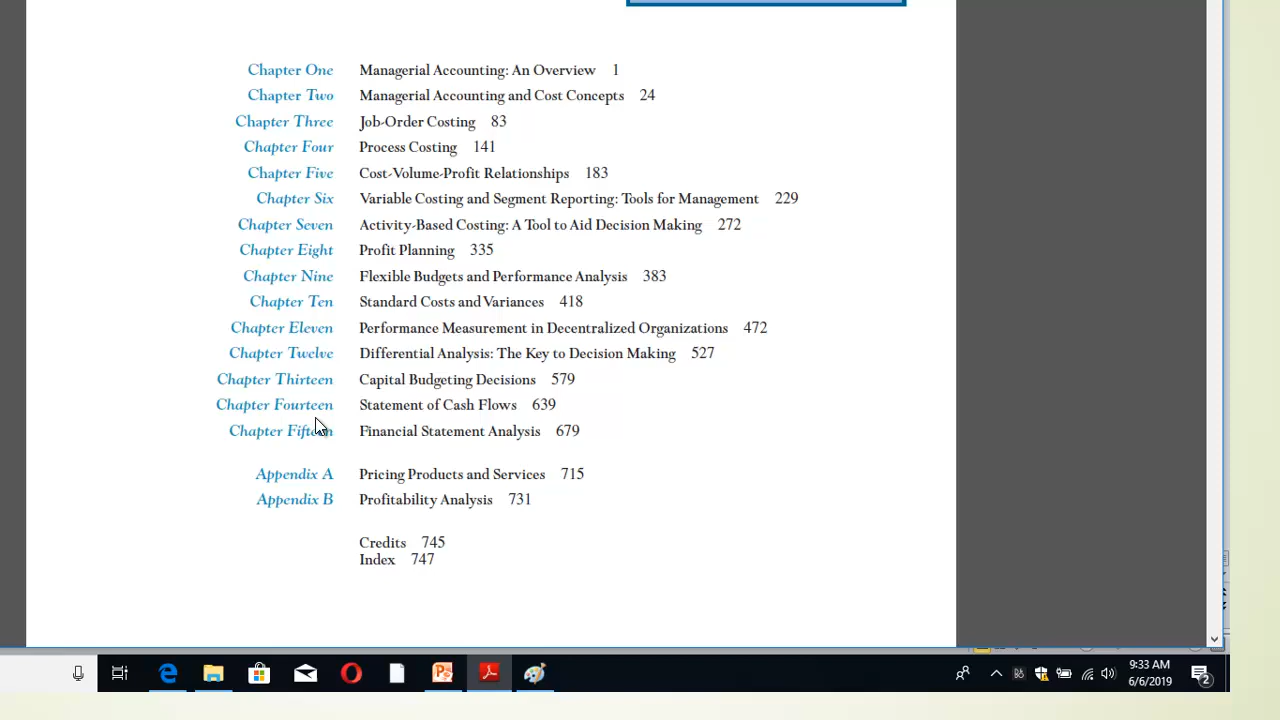 Chapter One Managerial Accounting: An Overview 1
Chapter Two Managerial Accounting and Cost Concepts 24
Chapter Three Job-Order Costing 83
Chapter Four Process Costing 141
Chapter Five Cost-Volume-Profit Relationships 183
Chapter Six Variable Costing and Segment Reporting: Tools for Management 229
Chapter Seven Activity-Based Costing: A Tool to Aid Decision Making 272
Chapter Eight Profit Planning 335
Chapter Nine Flexible Budgets and Performance Analysis 383
Chapter Ten Standard Costs and Variances 418
Chapter Eleven Performance Measurement in Decentralized Organizations 472
Chapter Twelve Differential Analysis: The Key to Decision Making 527
Chapter Thirteen Capital Budgeting Decisions 579
Chapter Fourteen Statement of Cash Flows 639
Chapter Fifteen Financial Statement Analysis 679
Appendix A Pricing Products and Services 715
Appendix B Profitability Analysis 731
Credits 745
Index 747
9:33 AM
6/6/2019
2